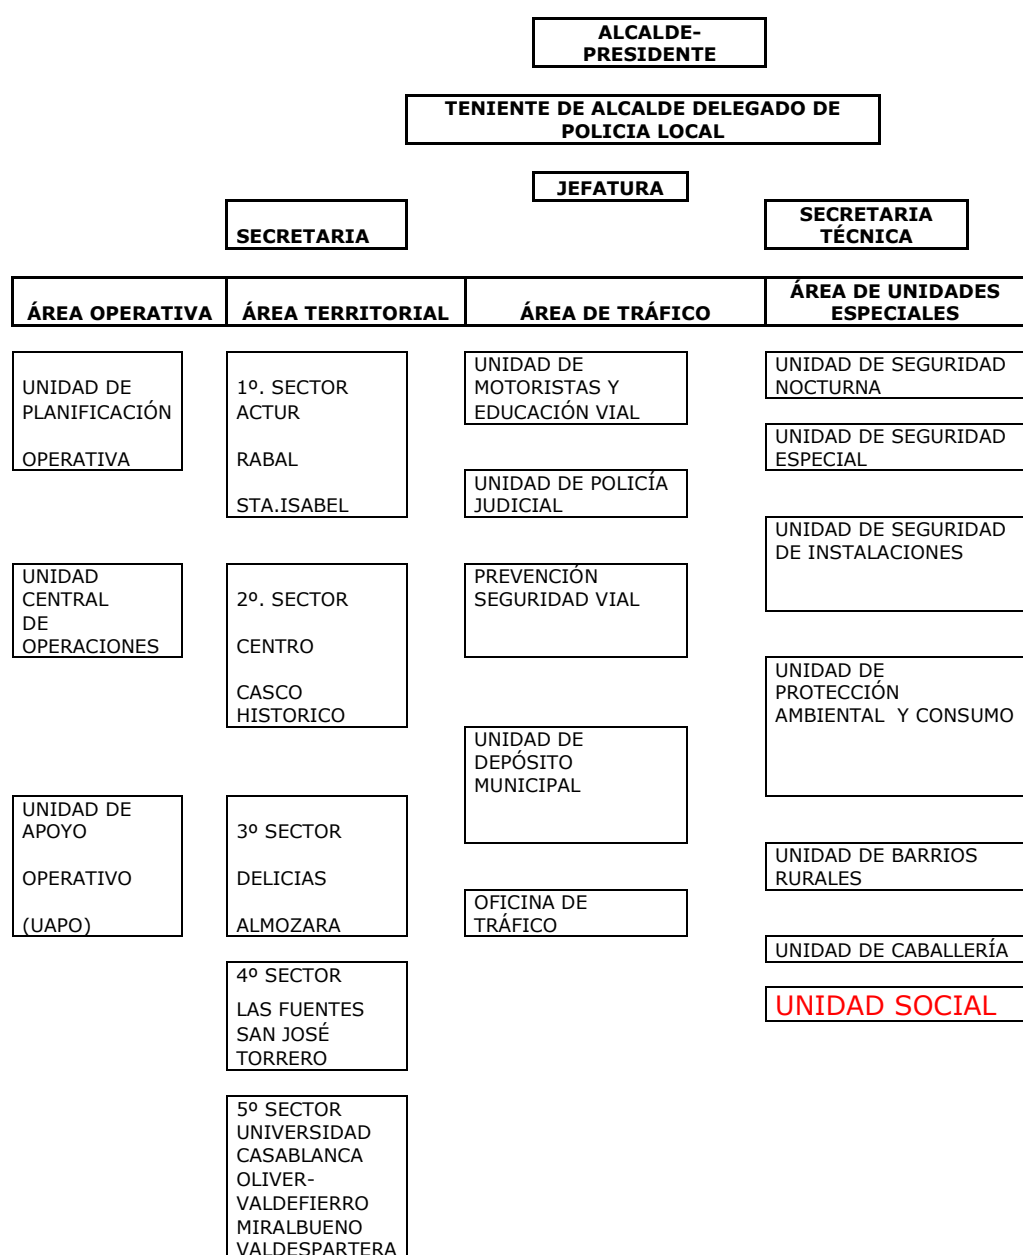 ALCALDE-
PRESIDENTE
TENIENTE DE ALCALDE DELEGADO DE
POLICIA LOCAL
JEFATURA
SECRETARIA
SECRETARIA
TÉCNICA
ÁREA OPERATIVA
ÁREA TERRITORIAL
ÁREA DE TRÁFICO
ÁREA DE UNIDADES
ESPECIALES
UNIDAD DE
PLANIFICACIÓN
OPERATIVA
UNIDAD
CENTRAL
DE
OPERACIONES
UNIDAD DE
APOYO
OPERATIVO
(UAPO)
1º. SECTOR
ACTUR
RABAL
STA.ISABEL
2º. SECTOR
CENTRO
CASCO
HISTORICO
3º SECTOR
DELICIAS
ALMOZARA
4º SECTOR
LAS FUENTES
SAN JOSÉ
TORRERO
5º SECTOR
UNIVERSIDAD
CASABLANCA
OLIVER-
VALDEFIERRO
MIRALBUENO
VALDESPARTERA
UNIDAD DE
MOTORISTAS Y
EDUCACIÓN VIAL
UNIDAD DE POLICÍA
JUDICIAL
PREVENCIÓN
SEGURIDAD VIAL
UNIDAD DE
DEPÓSITO
MUNICIPAL
OFICINA DE
TRÁFICO
UNIDAD DE SEGURIDAD
NOCTURNA
UNIDAD DE SEGURIDAD
ESPECIAL
UNIDAD DE SEGURIDAD
DE INSTALACIONES
UNIDAD DE
PROTECCIÓN
AMBIENTAL  Y CONSUMO
UNIDAD DE BARRIOS
RURALES
UNIDAD DE CABALLERÍA
UNIDAD SOCIAL